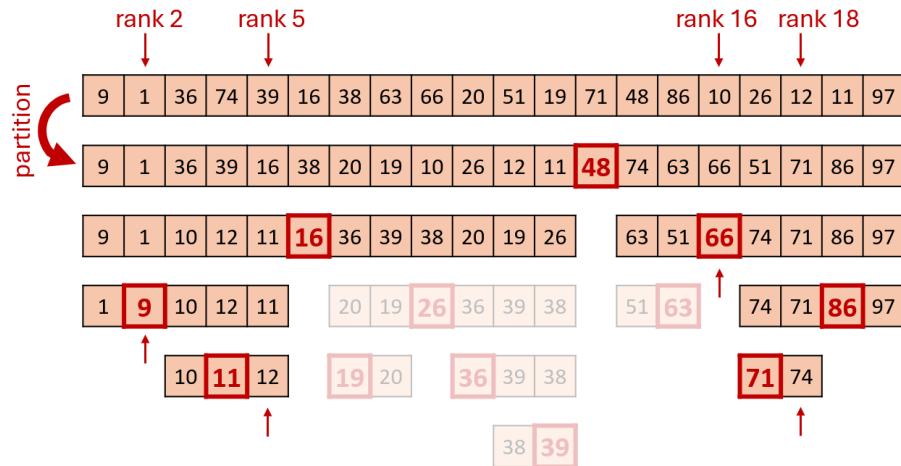 rank 2 rank 5 rank 16 rank 18
9 1 36 74 39 16 38 63 66 20 51 19 71 48 86 10 26 12 11 97
partition
9 1 36 39 16 38 20 19 10 26 12 11 48 74 63 66 51 71 86 97
9 1 10 12 11 16 36 39 38 20 19 26 63 51 66 74 71 86 97
1 9 10 12 11 20 19 26 36 39 38 51 63 74 71 86 97
10 11 12 19 20 36 39 38 71 74
38 39